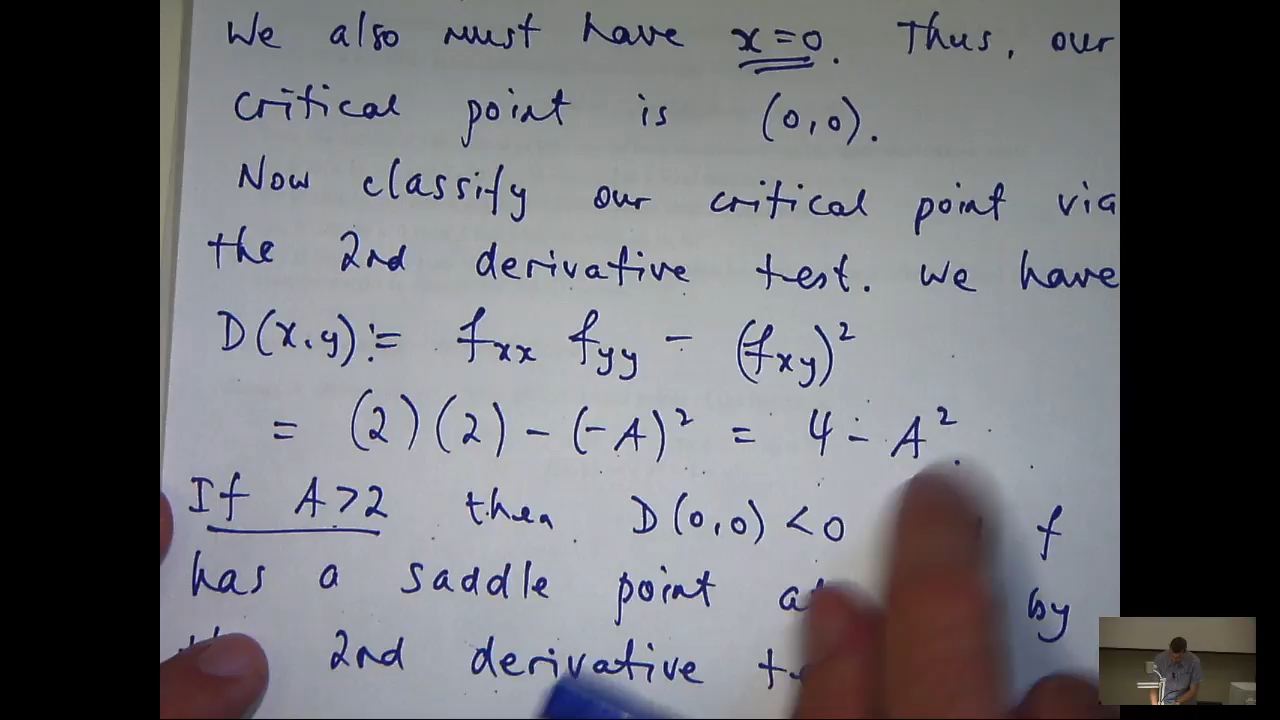 We also must have x=0. Thus, our
critical point is (0,0).
Now classify our critical point via
the 2nd derivative test. We have
D(x,y):= fxx fyy - (fxy)²
= (2)(2) - (-A)² = 4 - A².
If A>2 then D(0,0) <0 f
has a saddle point by
2nd derivative